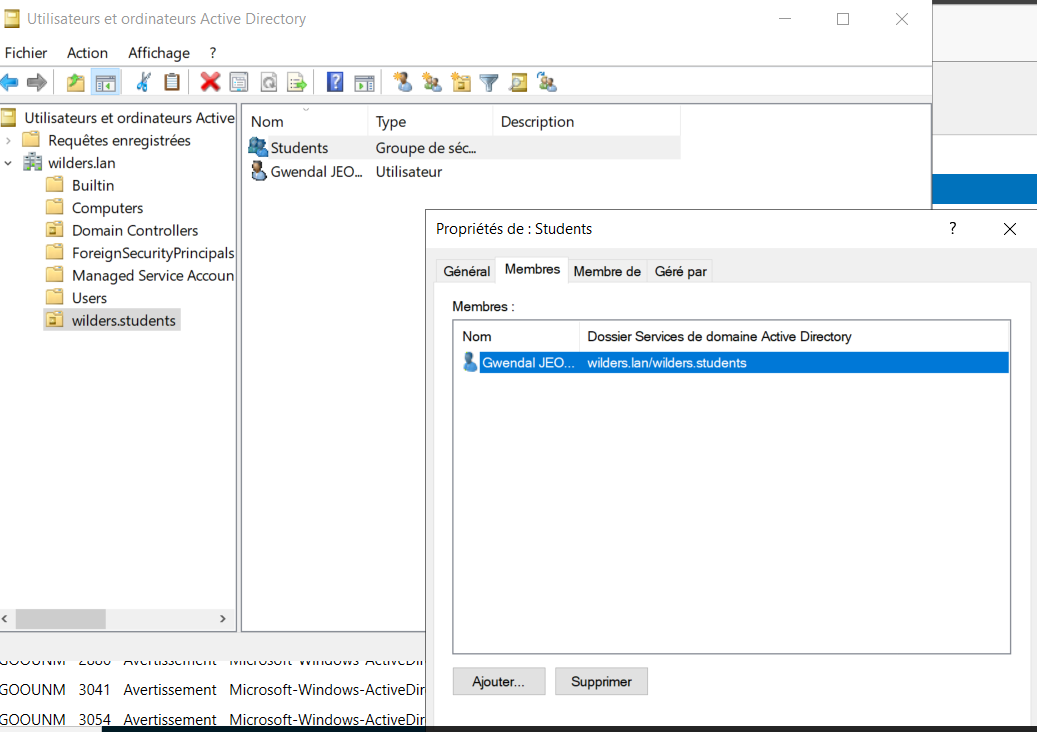 Utilisateurs et ordinateurs Active Directory
Fichier Action Affichage ?
Utilisateurs et ordinateurs Active
Requêtes enregistrées
wilders.lan
Builtin
Computers
Domain Controllers
ForeignSecurityPrincipals
Managed Service Accoun
Users
wilders.students
Nom Type Description
Students Groupe de séc...
Gwendal JEO... Utilisateur
Propriétés de : Students ?
Général Membres Membre de Géré par
Membres :
Nom Dossier Services de domaine Active Directory
Gwendal JEO... wilders.lan/wilders.students
Ajouter... Supprimer
GOOUNM 2886 Avertissement Microsoft-Windows-ActiveDir
GOOUNM 3041 Avertissement Microsoft-Windows-ActiveDir
GOOUNM 3054 Avertissement Microsoft-Windows-ActiveDir